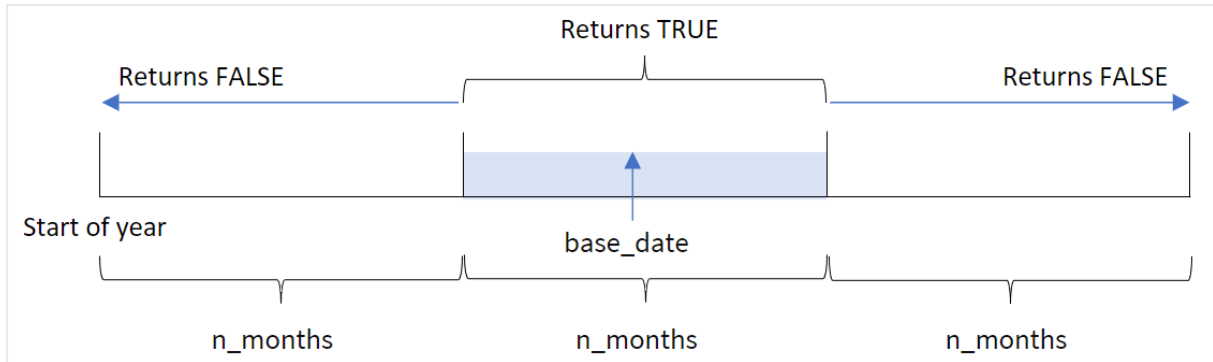 Returns TRUE
Returns FALSE
Returns FALSE
Start of year
base_date
n_months
n_months
n_months